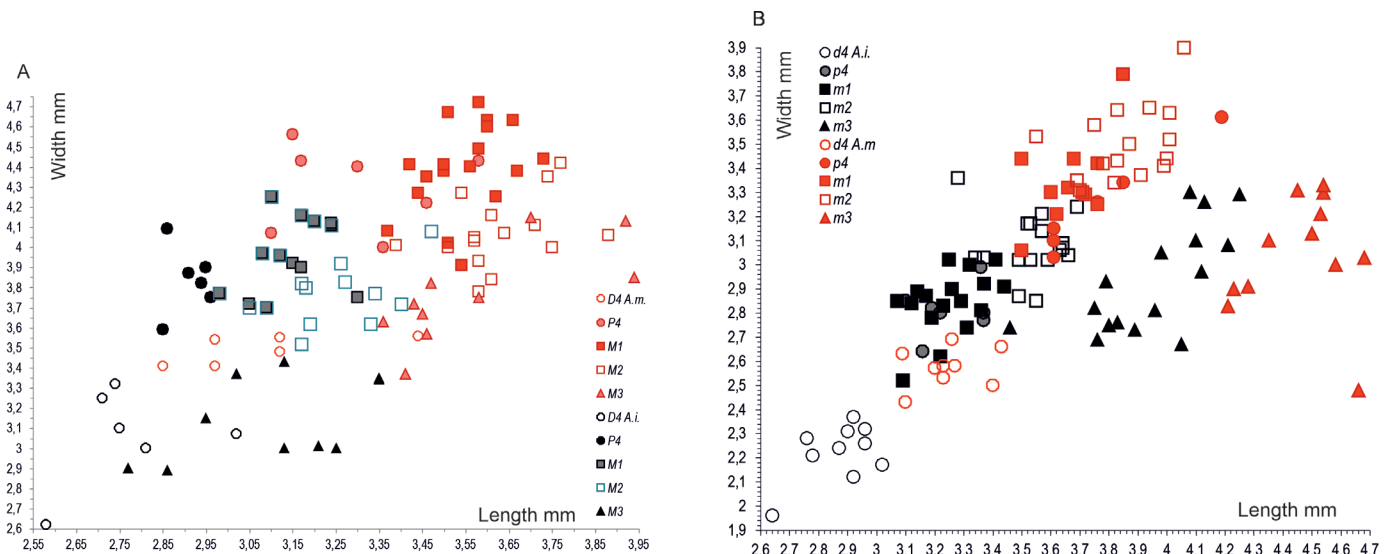 A
Width mm
4,7
4,6
4,5
4,4
4,3
4,2
4,1
4
3,9
3,8
3,7
3,6
3,5
3,4
3,3
3,2
3,1
3
2,9
2,8
2,7
2,6
2,55 2,65 2,75 2,85 2,95 3,05 3,15 3,25 3,35 3,45 3,55 3,65 3,75 3,85 3,95
Length mm
D4 A.m.
P4
M1
M2
M3
D4 A.i.
P4
M1
M2
M3
B
Width mm
3,9
3,8
3,7
3,6
3,5
3,4
3,3
3,2
3,1
3
2,9
2,8
2,7
2,6
2,5
2,4
2,3
2,2
2,1
2
1,9
2 6 2 7 2 8 2 9 3 3 1 3 2 3 3 3 4 3 5 3 6 3 7 3 8 3 9 4 4 1 4 2 4 3 4 4 4 5 4 6 4 7
Length mm
d4 A.i.
p4
m1
m2
m3
d4 A.m
p4
m1
m2
m3